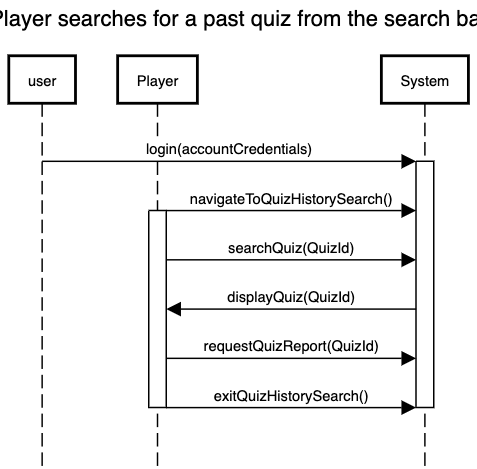 Player searches for a past quiz from the search ba
user
Player
System
login(accountCredentials)
navigateToQuizHistorySearch()
searchQuiz(QuizId)
displayQuiz(QuizId)
requestQuizReport(QuizId)
exitQuizHistorySearch()